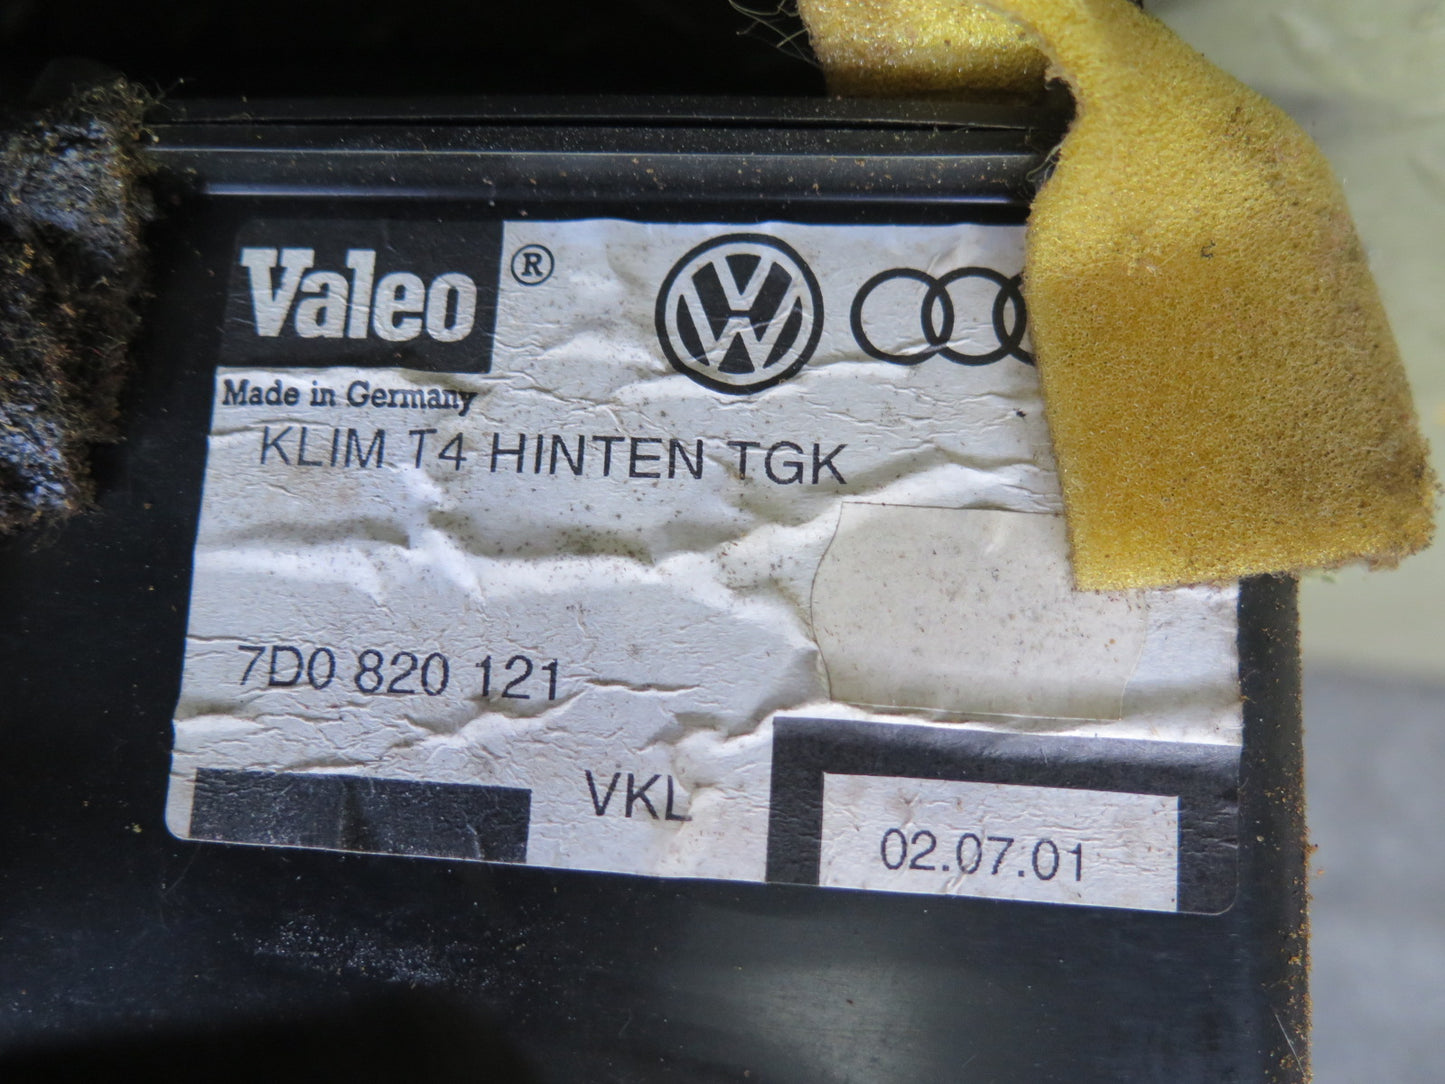 Valeo ®
Made in Germany
KLIM T4 HINTEN TGK
7D0 820 121
VKL
02.07.01